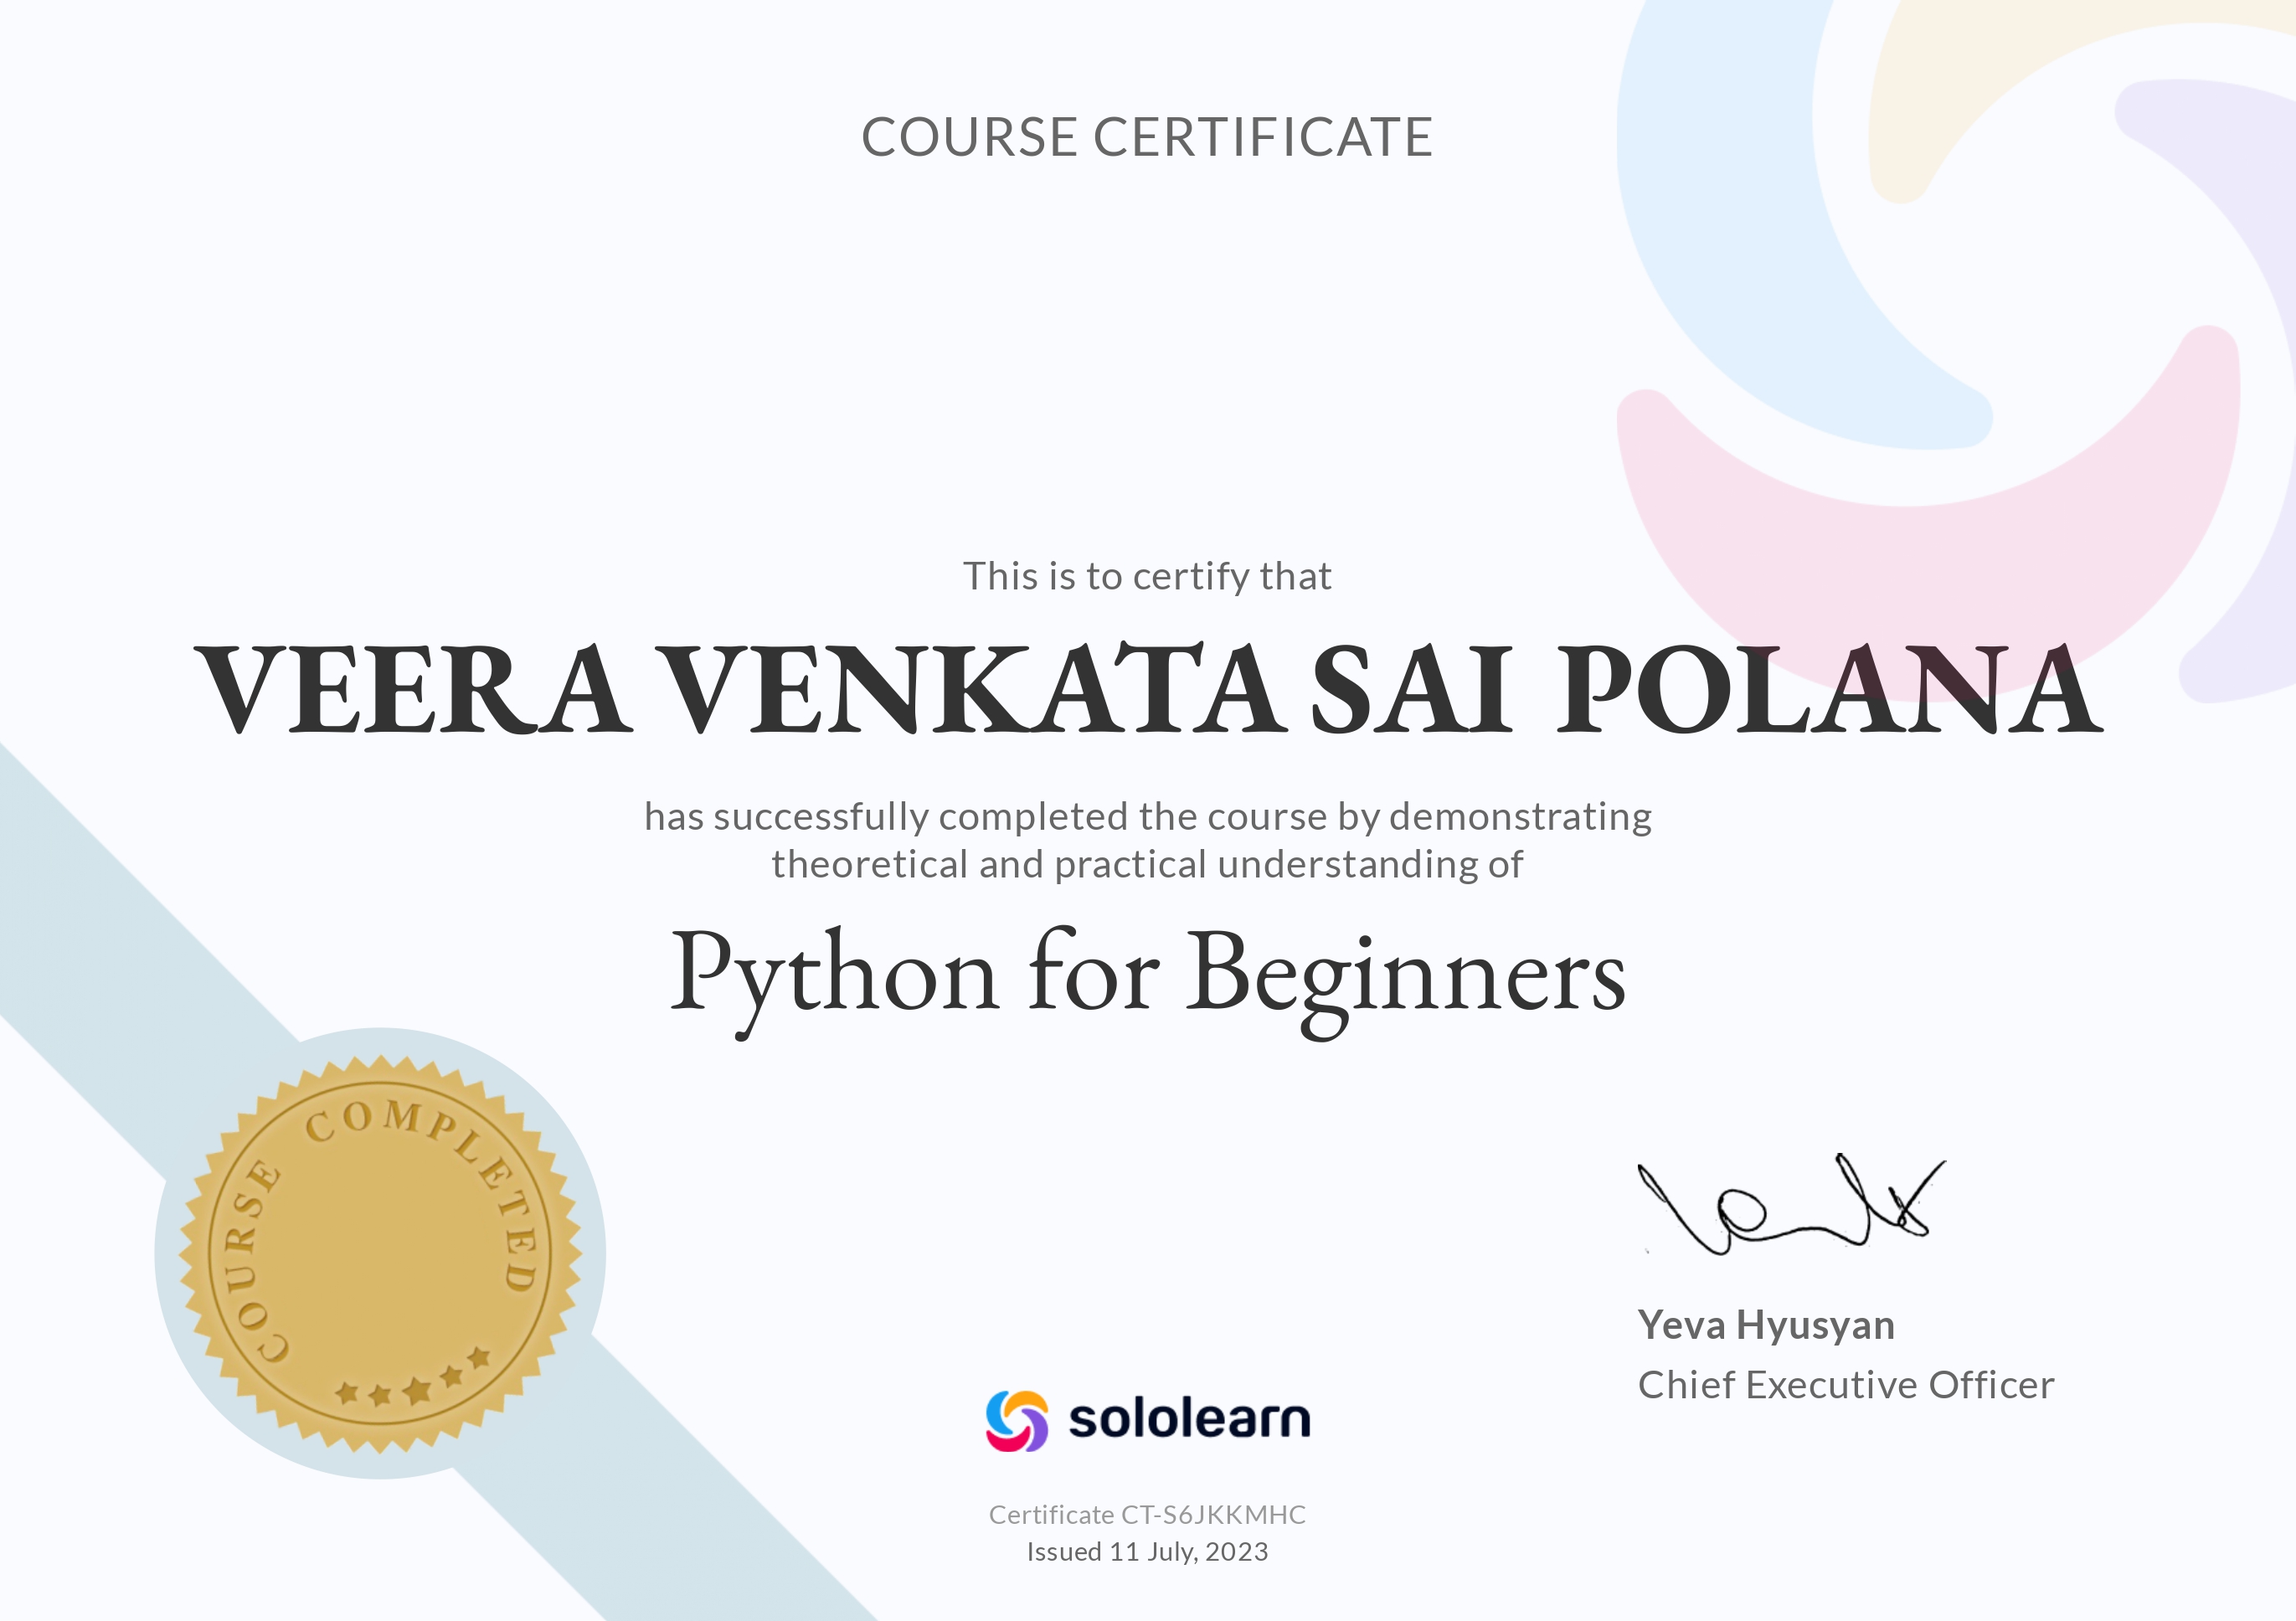 COURSE CERTIFICATE
This is to certify that
VEERA VENKATA SAI POLANA
has successfully completed the course by demonstrating
theoretical and practical understanding of
Python for Beginners
COURSE COMPLETED
Yeva Hyusyan
Chief Executive Officer
sololearn
Certificate CT-S6JKKMHC
Issued 11 July, 2023